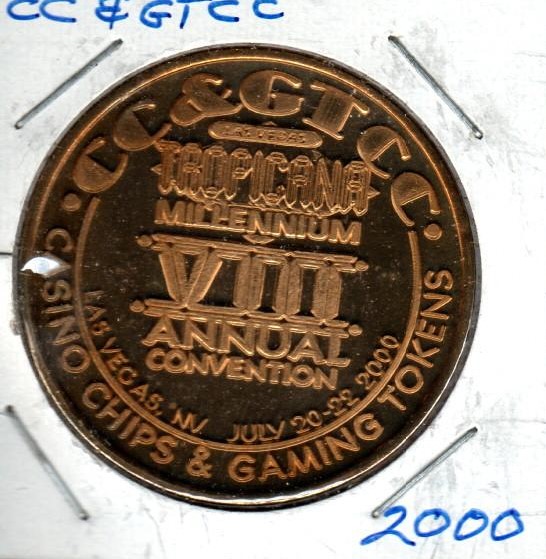 CC & GTCC
CC&GTCC
LAS VEGAS
TROPICANA
MILLENNIUM
VIII
ANNUAL
CONVENTION
LAS VEGAS, NV JULY 20-22 2000
CASINO CHIPS & GAMING TOKENS
2000